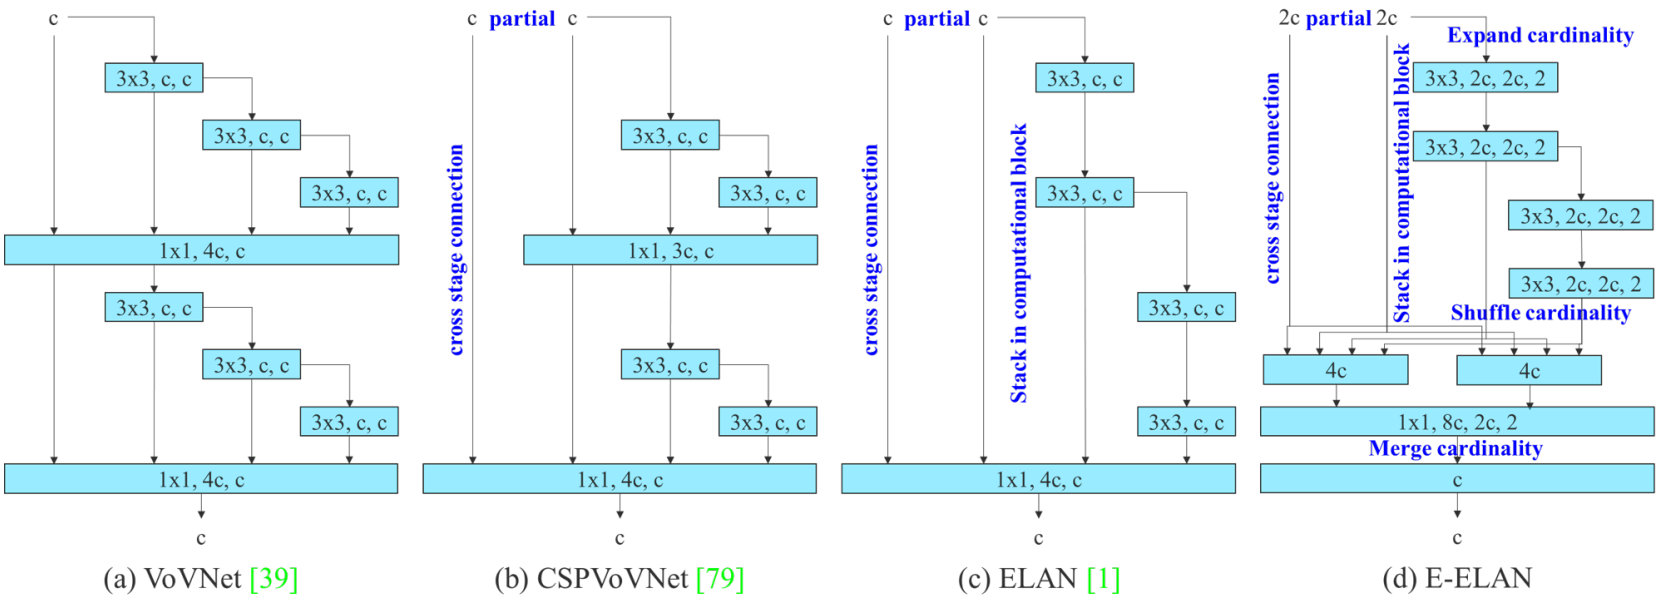 c
3x3, c, c
3x3, c, c
3x3, c, c
1x1, 4c, c
3x3, c, c
3x3, c, c
3x3, c, c
1x1, 4c, c
c
(a) VoVNet [39]
c partial c
cross stage connection
3x3, c, c
3x3, c, c
1x1, 3c, c
3x3, c, c
3x3, c, c
1x1, 4c, c
c
(b) CSPVoVNet [79]
c partial c
cross stage connection
Stack in computational block
3x3, c, c
3x3, c, c
3x3, c, c
3x3, c, c
1x1, 4c, c
c
(c) ELAN [1]
2c partial 2c
Expand cardinality
cross stage connection
Stack in computational block
3x3, 2c, 2c, 2
3x3, 2c, 2c, 2
3x3, 2c, 2c, 2
3x3, 2c, 2c, 2
Shuffle cardinality
4c
4c
1x1, 8c, 2c, 2
Merge cardinality
c
c
(d) E-ELAN